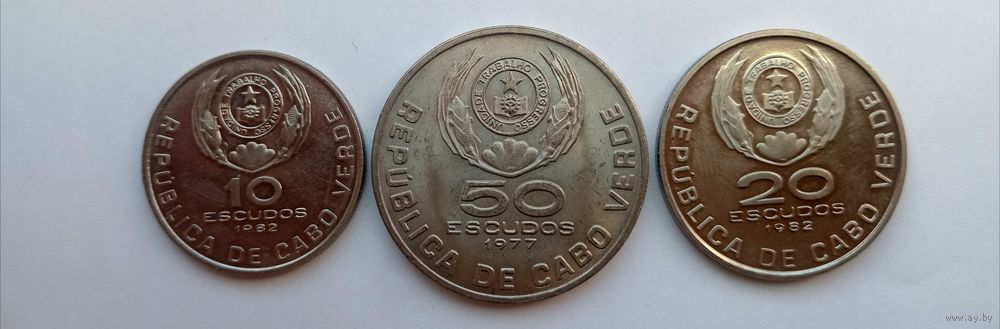 UNIDADE TRABALHO PROGRESSO
10
ESCUDOS
1982
REPÚBLICA DE CABO VERDE
UNIDADE TRABALHO PROGRESSO
50
ESCUDOS
1977
REPÚBLICA DE CABO VERDE
UNIDADE TRABALHO PROGRESSO
20
ESCUDOS
1982
REPÚBLICA DE CABO VERDE
www.ay.by